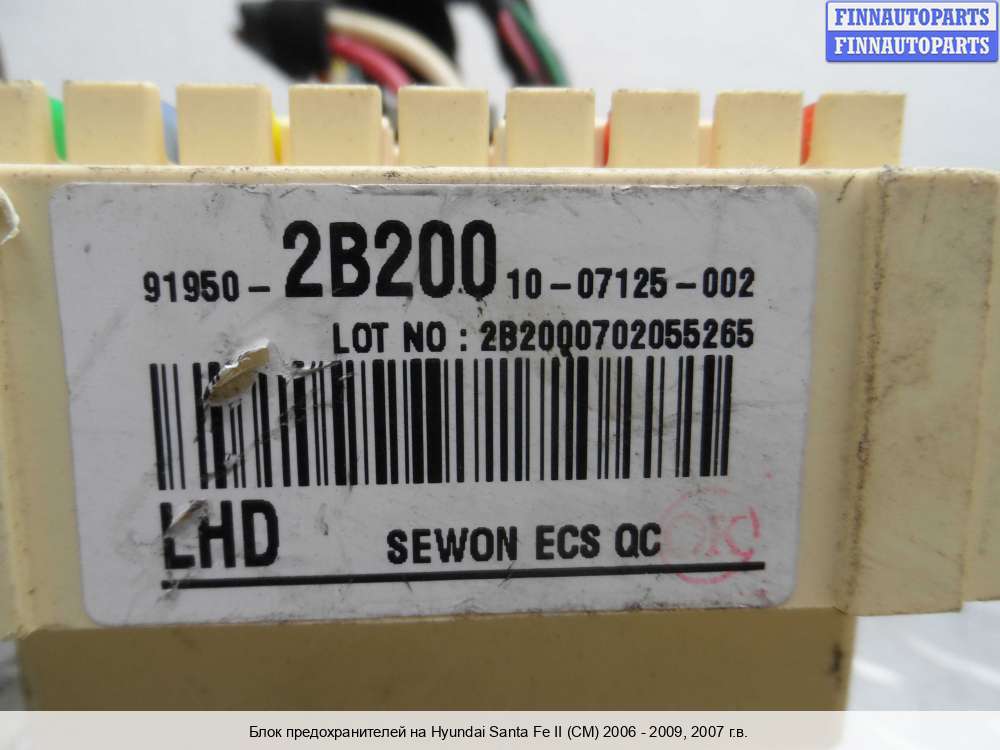 FINNAUTOPARTS
FINNAUTOPARTS
91950-2B200 10-07125-002
LOT NO : 2B2000702055265
LHD
SEWON ECS QC OK
Блок предохранителей на Hyundai Santa Fe II (CM) 2006 - 2009, 2007 г.в.